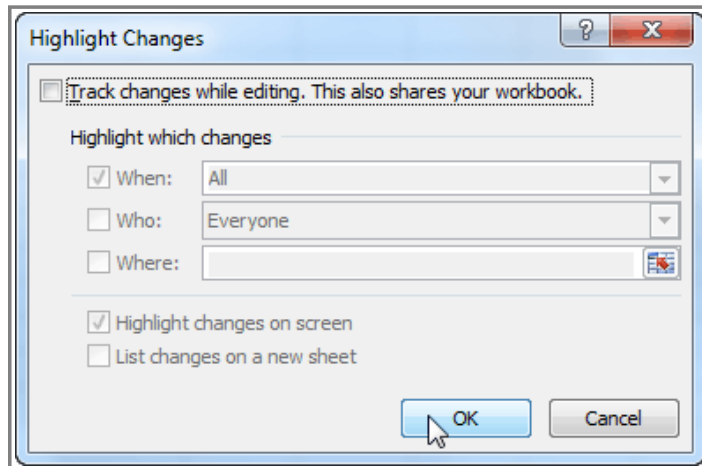 Highlight Changes
?
Track changes while editing. This also shares your workbook.
Highlight which changes
When: All
Who: Everyone
Where:
Highlight changes on screen
List changes on a new sheet
OK Cancel